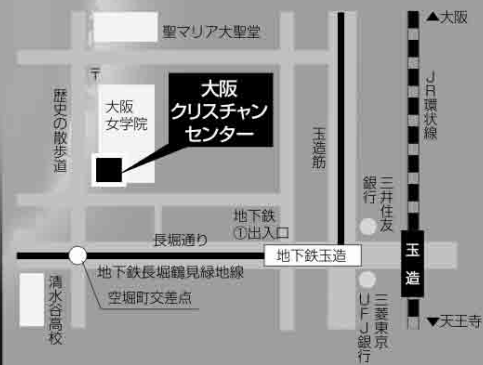 聖マリア大聖堂
▲大阪
〒
大阪
女学院
大阪
クリスチャン
センター
歴史の散歩道
玉造筋
JR環状線
三井住友
銀行
地下鉄
①出入口
長堀通り
地下鉄玉造
玉造
地下鉄長堀鶴見緑地線
清水谷高校
空堀町交差点
三菱東京
UFJ銀行
▼天王寺